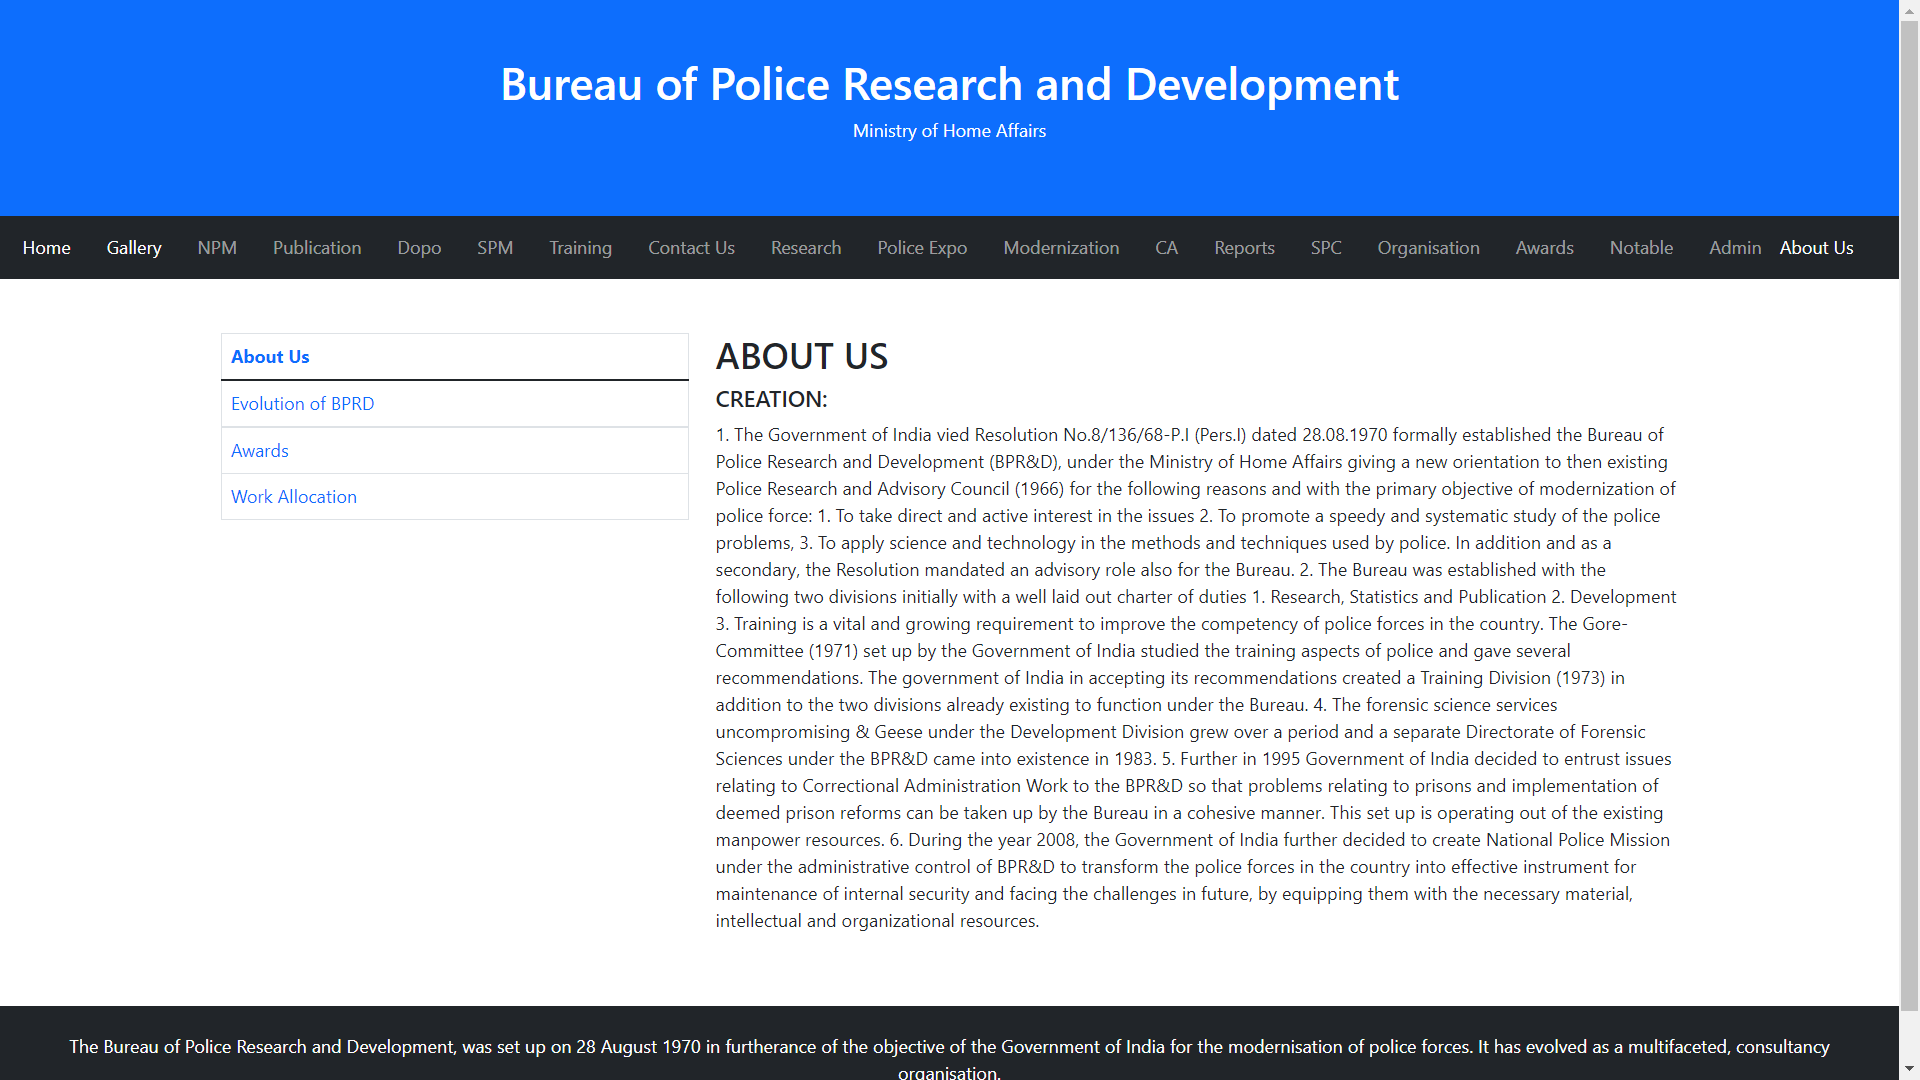 Bureau of Police Research and Development
Ministry of Home Affairs
Home Gallery NPM Publication Dopo SPM Training Contact Us Research Police Expo Modernization CA Reports SPC Organisation Awards Notable Admin About Us
About Us
Evolution of BPRD
Awards
Work Allocation
ABOUT US
CREATION:
1. The Government of India vied Resolution No.8/136/68-P.I (Pers.I) dated 28.08.1970 formally established the Bureau of
Police Research and Development (BPR&D), under the Ministry of Home Affairs giving a new orientation to then existing
Police Research and Advisory Council (1966) for the following reasons and with the primary objective of modernization of
police force: 1. To take direct and active interest in the issues 2. To promote a speedy and systematic study of the police
problems, 3. To apply science and technology in the methods and techniques used by police. In addition and as a
secondary, the Resolution mandated an advisory role also for the Bureau. 2. The Bureau was established with the
following two divisions initially with a well laid out charter of duties 1. Research, Statistics and Publication 2. Development
3. Training is a vital and growing requirement to improve the competency of police forces in the country. The Gore-
Committee (1971) set up by the Government of India studied the training aspects of police and gave several
recommendations. The government of India in accepting its recommendations created a Training Division (1973) in
addition to the two divisions already existing to function under the Bureau. 4. The forensic science services
uncompromising & Geese under the Development Division grew over a period and a separate Directorate of Forensic
Sciences under the BPR&D came into existence in 1983. 5. Further in 1995 Government of India decided to entrust issues
relating to Correctional Administration Work to the BPR&D so that problems relating to prisons and implementation of
deemed prison reforms can be taken up by the Bureau in a cohesive manner. This set up is operating out of the existing
manpower resources. 6. During the year 2008, the Government of India further decided to create National Police Mission
under the administrative control of BPR&D to transform the police forces in the country into effective instrument for
maintenance of internal security and facing the challenges in future, by equipping them with the necessary material,
intellectual and organizational resources.
The Bureau of Police Research and Development, was set up on 28 August 1970 in furtherance of the objective of the Government of India for the modernisation of police forces. It has evolved as a multifaceted, consultancy
organisation.